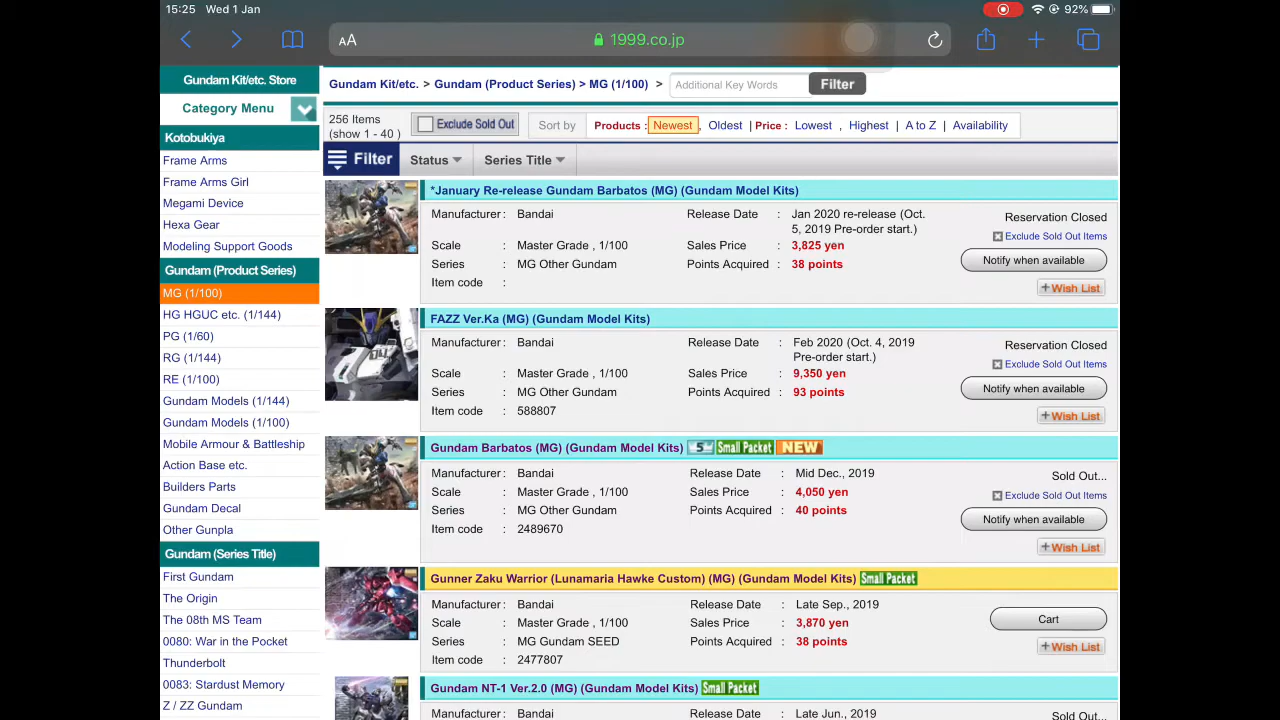 15:25 Wed 1 Jan
92%
AA
1999.co.jp
Gundam Kit/etc. Store
Category Menu
Kotobukiya
Frame Arms
Frame Arms Girl
Megami Device
Hexa Gear
Modeling Support Goods
Gundam (Product Series)
MG (1/100)
HG HGUC etc. (1/144)
PG (1/60)
RG (1/144)
RE (1/100)
Gundam Models (1/144)
Gundam Models (1/100)
Mobile Armour & Battleship
Action Base etc.
Builders Parts
Gundam Decal
Other Gunpla
Gundam (Series Title)
First Gundam
The Origin
The 08th MS Team
0080: War in the Pocket
Thunderbolt
0083: Stardust Memory
Z / ZZ Gundam
Gundam Kit/etc. > Gundam (Product Series) > MG (1/100) > Additional Key Words Filter
256 Items
(show 1 - 40 )
Exclude Sold Out
Sort by Products : Newest , Oldest | Price : Lowest , Highest | A to Z | Availability
Filter Status Series Title
*January Re-release Gundam Barbatos (MG) (Gundam Model Kits)
Manufacturer : Bandai
Release Date : Jan 2020 re-release (Oct.
5, 2019 Pre-order start.)
Scale : Master Grade , 1/100
Sales Price : 3,825 yen
Series : MG Other Gundam
Points Acquired : 38 points
Item code :
Reservation Closed
Exclude Sold Out Items
Notify when available
+Wish List
FAZZ Ver.Ka (MG) (Gundam Model Kits)
Manufacturer : Bandai
Release Date : Feb 2020 (Oct. 4, 2019
Pre-order start.)
Scale : Master Grade , 1/100
Sales Price : 9,350 yen
Series : MG Other Gundam
Points Acquired : 93 points
Item code : 588807
Reservation Closed
Exclude Sold Out Items
Notify when available
+Wish List
Gundam Barbatos (MG) (Gundam Model Kits) 5 Small Packet NEW
Manufacturer : Bandai
Release Date : Mid Dec., 2019
Scale : Master Grade , 1/100
Sales Price : 4,050 yen
Series : MG Other Gundam
Points Acquired : 40 points
Item code : 2489670
Sold Out...
Exclude Sold Out Items
Notify when available
+Wish List
Gunner Zaku Warrior (Lunamaria Hawke Custom) (MG) (Gundam Model Kits) Small Packet
Manufacturer : Bandai
Release Date : Late Sep., 2019
Scale : Master Grade , 1/100
Sales Price : 3,870 yen
Series : MG Gundam SEED
Points Acquired : 38 points
Item code : 2477807
Cart
+Wish List
Gundam NT-1 Ver.2.0 (MG) (Gundam Model Kits) Small Packet
Manufacturer : Bandai
Release Date : Late Jun., 2019
Sold Out...